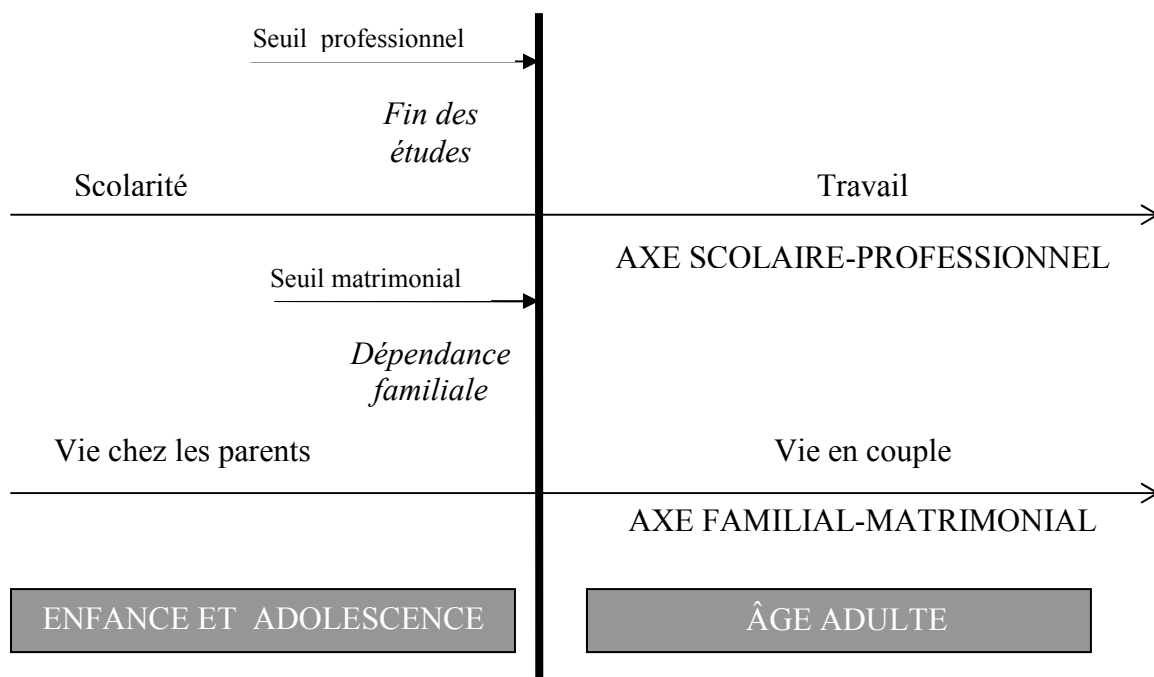 Seuil professionnel
Fin des
études
Scolarité
Travail
AXE SCOLAIRE-PROFESSIONNEL
Seuil matrimonial
Dépendance
familiale
Vie chez les parents
Vie en couple
AXE FAMILIAL-MATRIMONIAL
ENFANCE ET ADOLESCENCE
ÂGE ADULTE